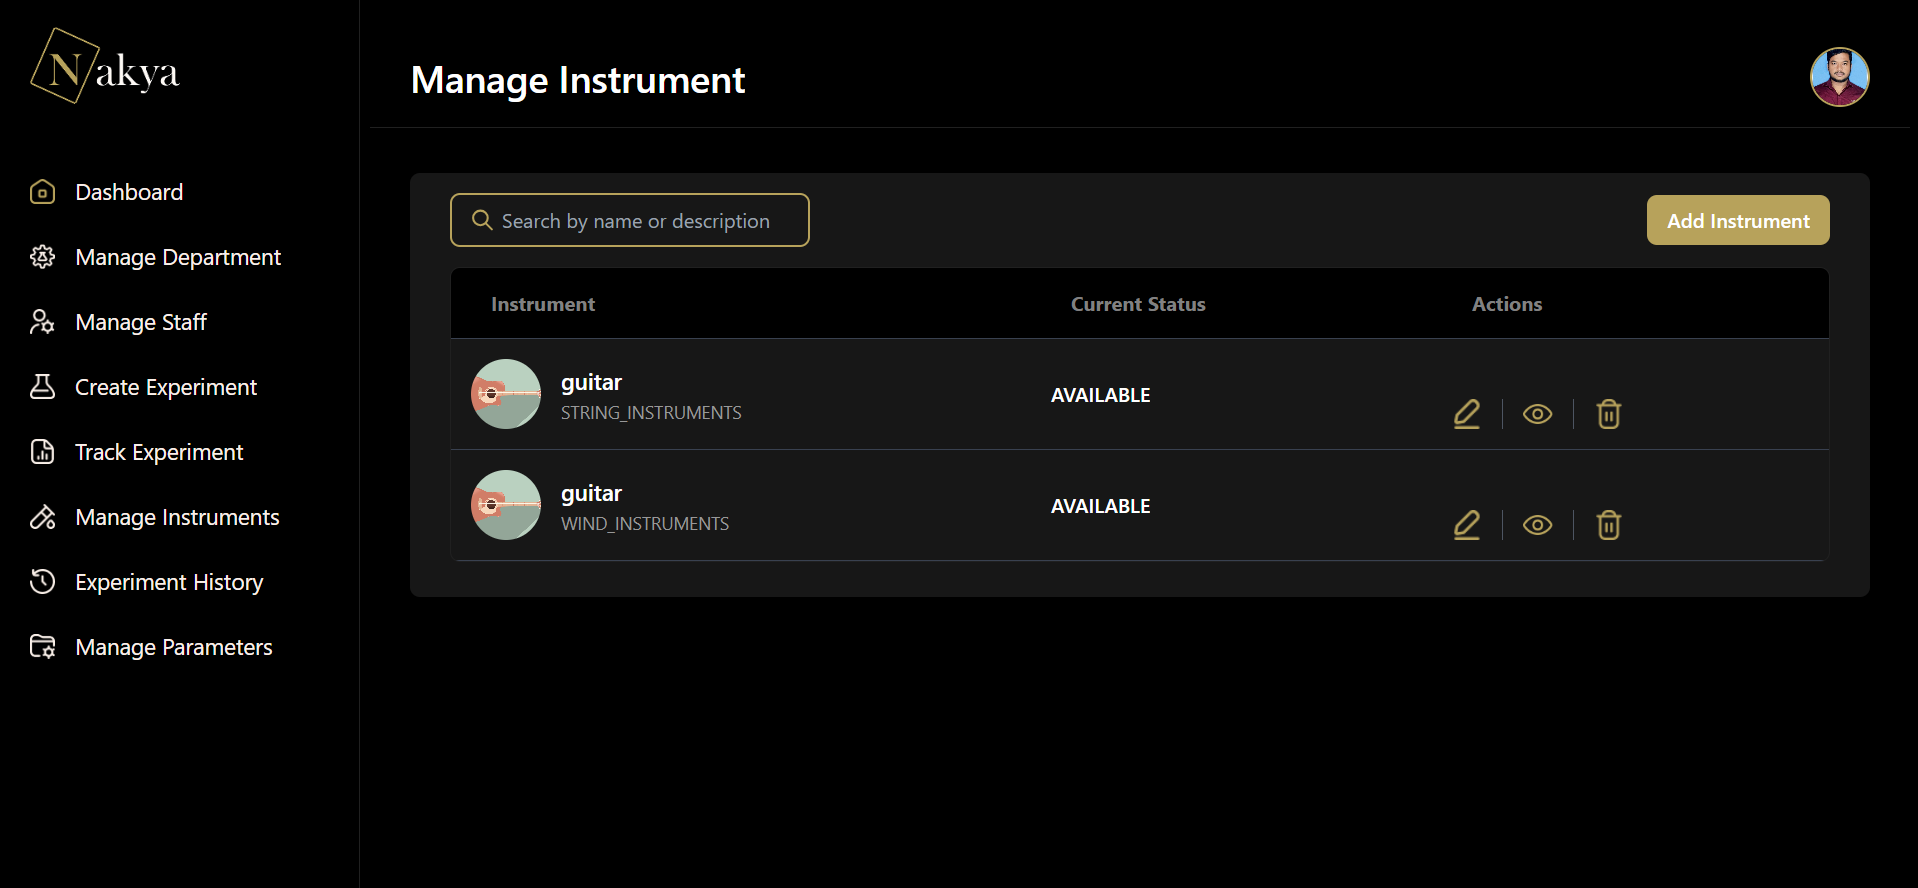 Nakya
Dashboard
Manage Department
Manage Staff
Create Experiment
Track Experiment
Manage Instruments
Experiment History
Manage Parameters
Manage Instrument
Search by name or description
Add Instrument
Instrument Current Status Actions
guitar
STRING_INSTRUMENTS
AVAILABLE
guitar
WIND_INSTRUMENTS
AVAILABLE